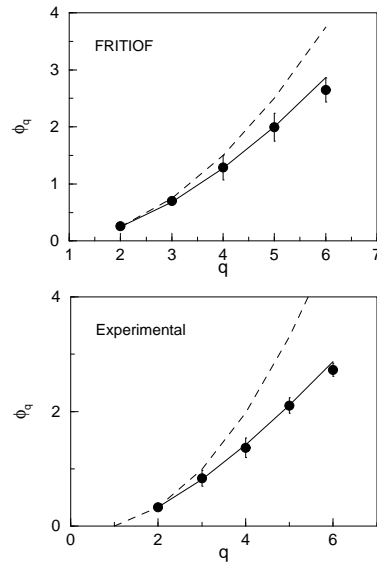 4
FRITIOF
3
2
1
0
ϕq
1 2 3 4 5 6 7
q
4
Experimental
2
0
ϕq
0 2 4 6
q